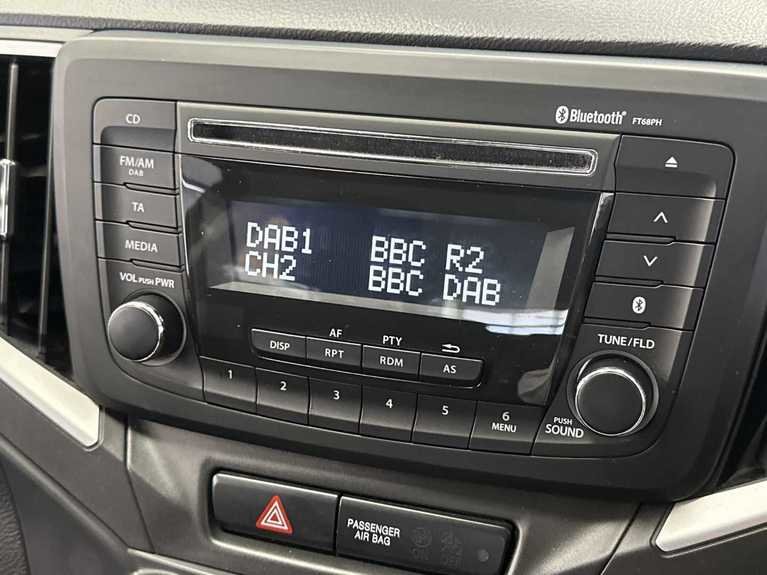 CD
Bluetooth®
FT68PH
FM/AM
DAB
TA
MEDIA
VOL PUSH PWR
DAB1 BBC R2
CH2 BBC DAB
TUNE/FLD
AF
PTY
DISP
RPT
RDM
AS
1
2
3
4
5
6
MENU
PUSH
SOUND
PASSENGER
AIR BAG